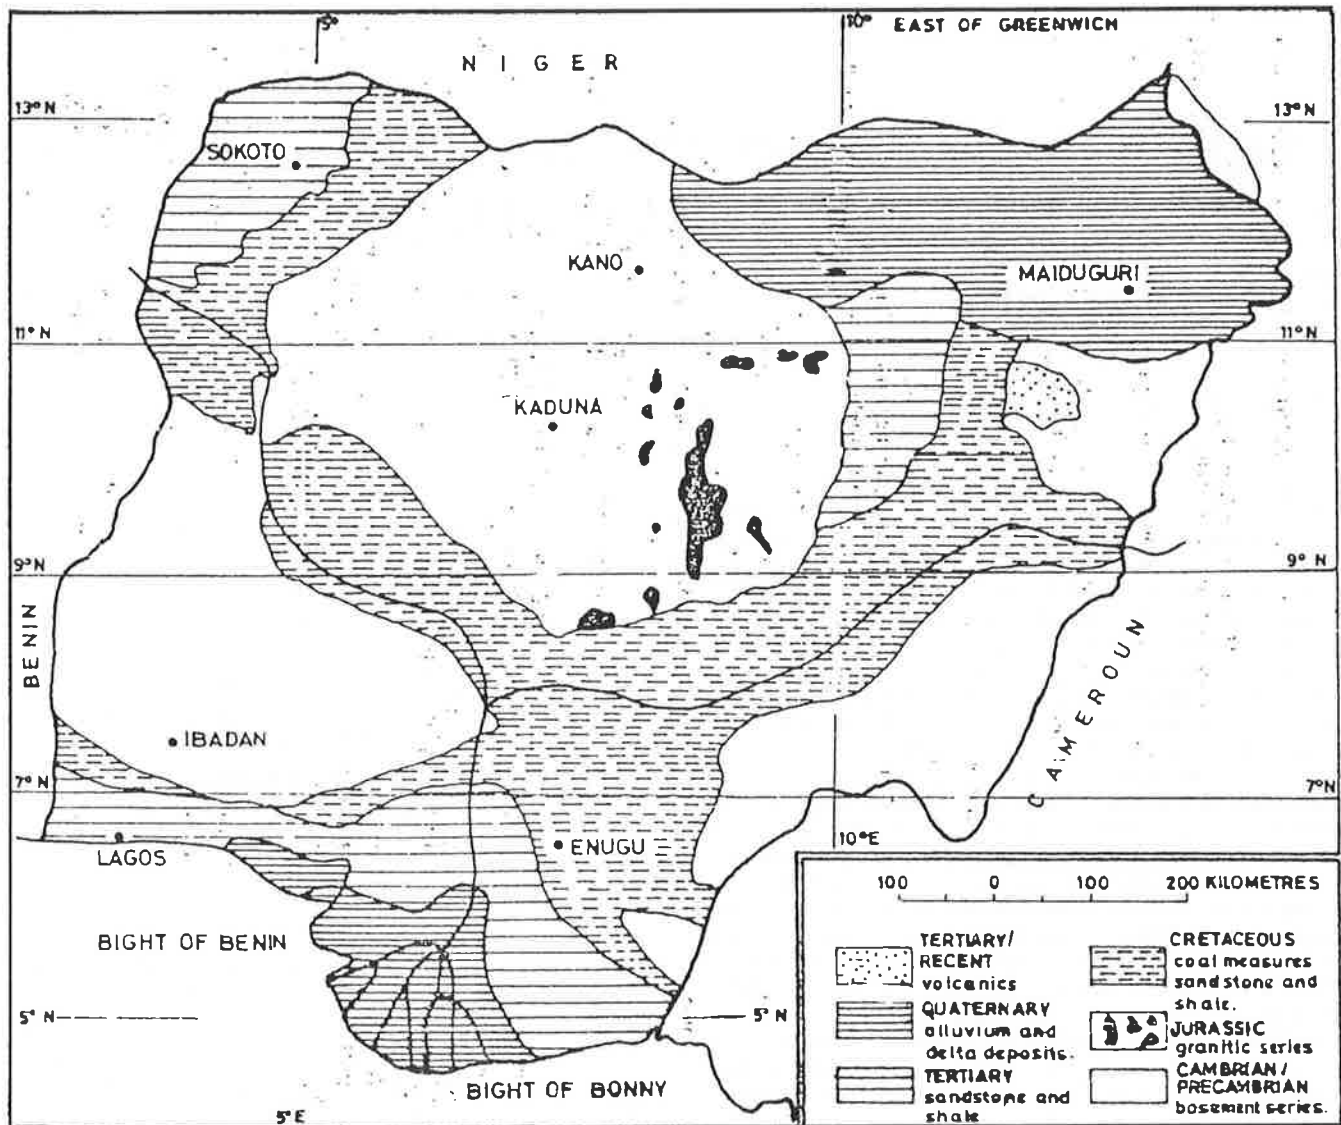 5°
10°
EAST OF GREENWICH
NIGER
13° N
13° N
SOKOTO
KANO
MAIDUGURI
11° N
11° N
KADUNA
9° N
9° N
BENIN
CAMEROUN
IBADAN
7° N
7° N
LAGOS
ENUGU
10° E
BIGHT OF BENIN
5° N
5° N
BIGHT OF BONNY
5° E
100 0 100 200 KILOMETRES
TERTIARY/
RECENT
volcanics
QUATERNARY
alluvium and
delta deposits.
TERTIARY
sandstone and
shale
CRETACEOUS
coal measures
sandstone and
shale.
JURASSIC
granitic series
CAMBRIAN/
PRECAMBRIAN
bosement series.